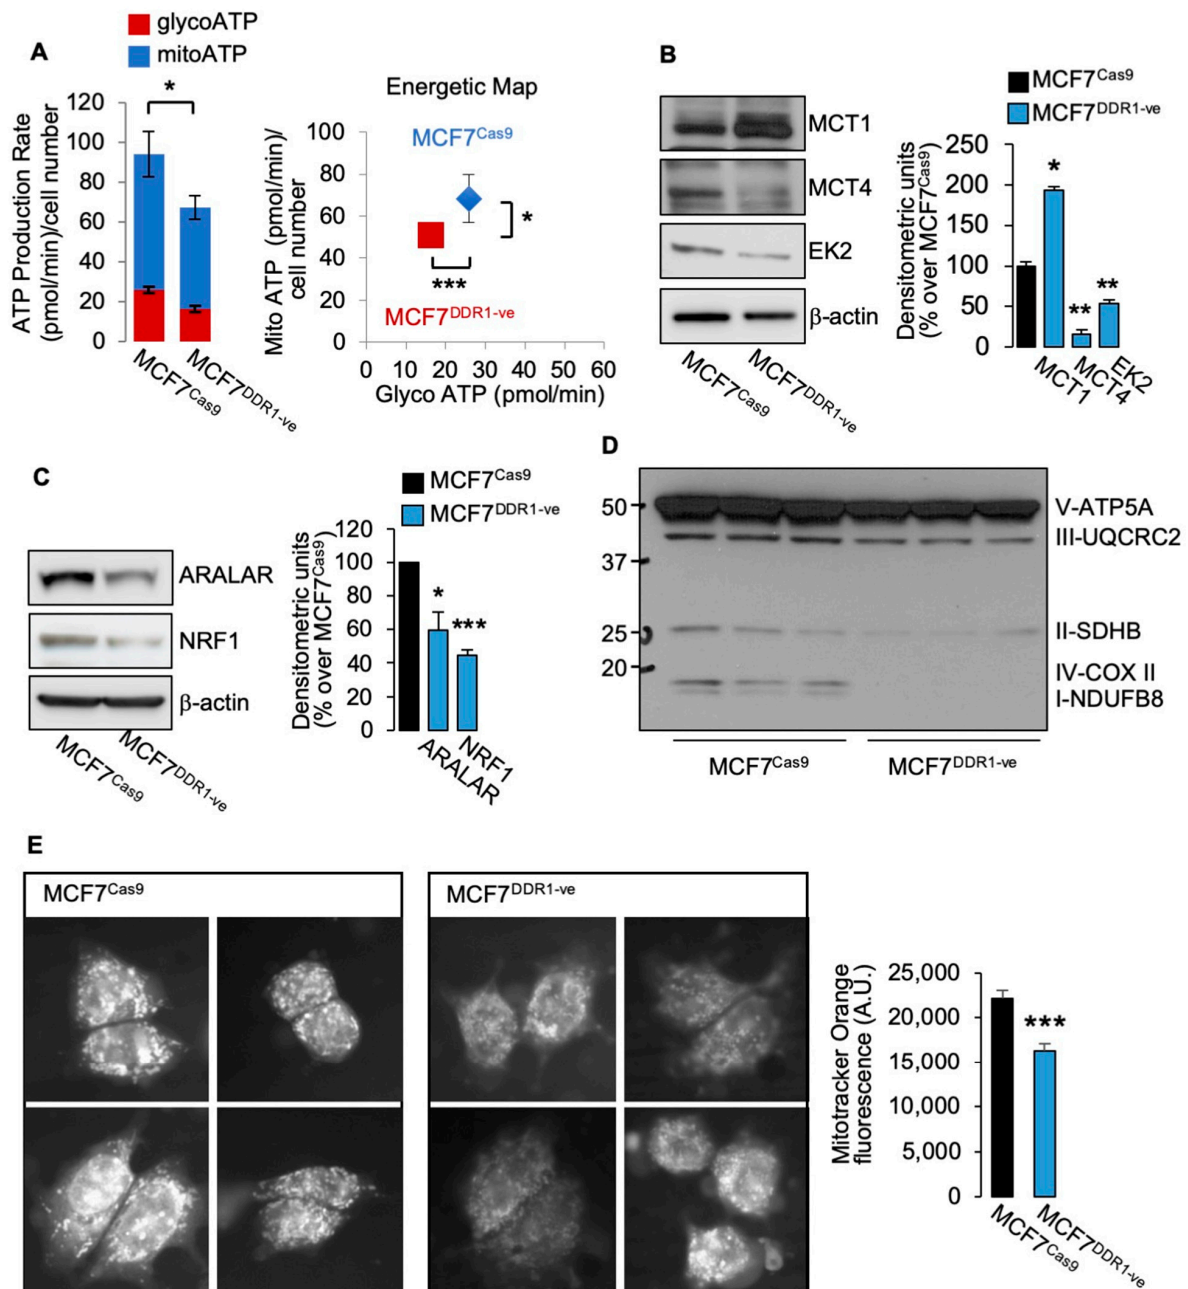 A
glycoATP
mitoATP
ATP Production Rate
(pmol/min)/cell number
120
100
80
60
40
20
0
*
MCF7Cas9
MCF7DDR1-ve
Energetic Map
Mito ATP (pmol/min)/
cell number
100
80
60
40
20
0
MCF7Cas9
*
***
MCF7DDR1-ve
0 10 20 30 40 50 60
Glyco ATP (pmol/min)
B
MCT1
MCT4
EK2
β-actin
MCF7Cas9
MCF7DDR1-ve
MCF7Cas9
MCF7DDR1-ve
Densitometric units
(% over MCF7Cas9)
250
200
150
100
50
0
*
**
**
MCT1
MCT4
EK2
C
ARALAR
NRF1
β-actin
MCF7Cas9
MCF7DDR1-ve
MCF7Cas9
MCF7DDR1-ve
Densitometric units
(% over MCF7Cas9)
120
100
80
60
40
20
0
*
***
ARALAR
NRF1
D
50
37
25
20
V-ATP5A
III-UQCRC2
II-SDHB
IV-COX II
I-NDUFB8
MCF7Cas9
MCF7DDR1-ve
E
MCF7Cas9
MCF7DDR1-ve
Mitotracker Orange
fluorescence (A.U.)
25,000
20,000
15,000
10,000
5,000
0
***
MCF7Cas9
MCF7DDR1-ve